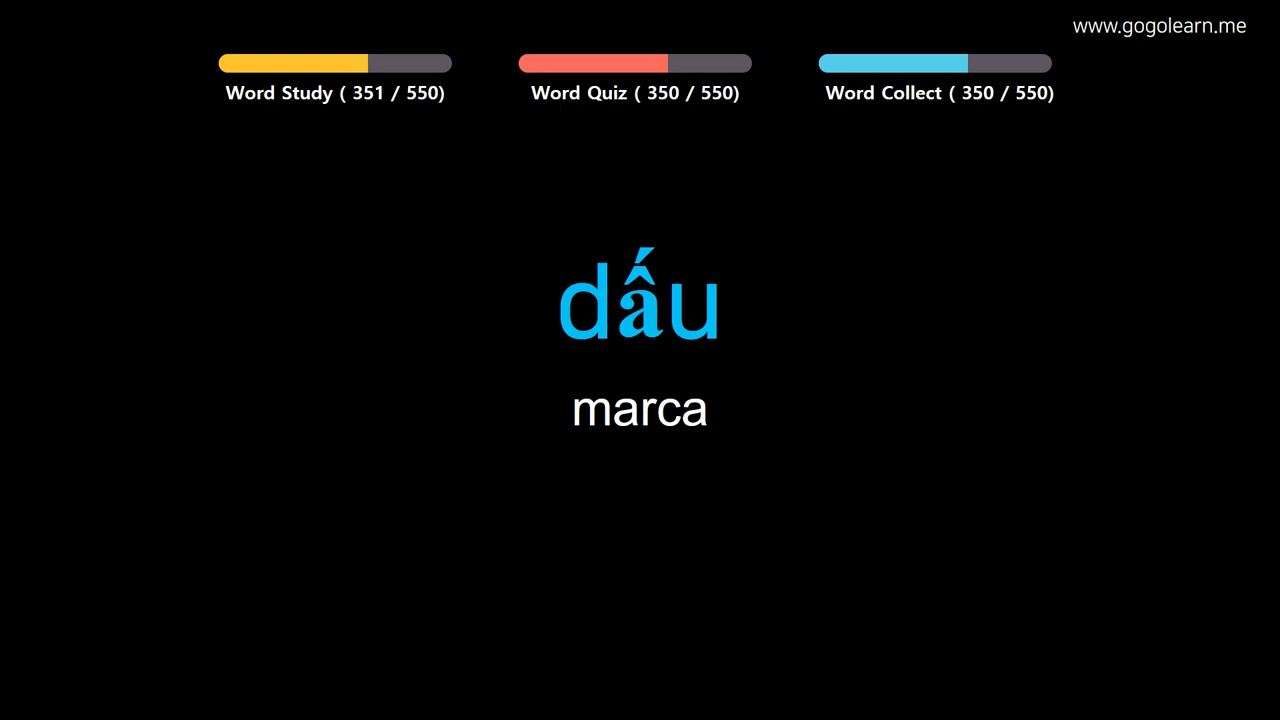 www.gogolearn.me
Word Study ( 351 / 550)
Word Quiz ( 350 / 550)
Word Collect ( 350 / 550)
dấu
marca